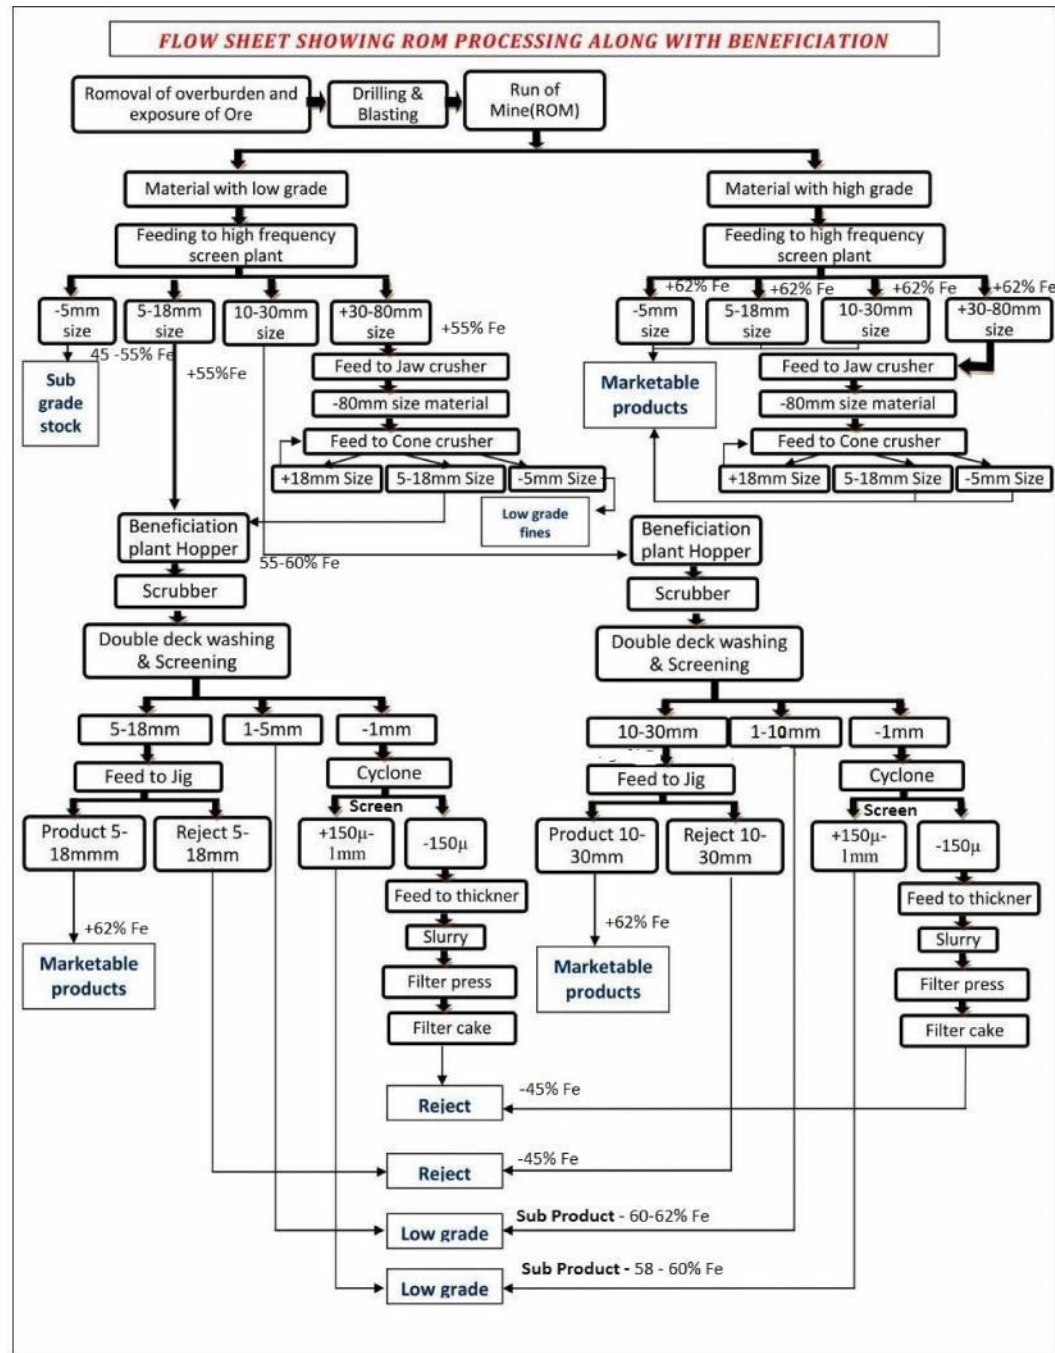 FLOW SHEET SHOWING ROM PROCESSING ALONG WITH BENEFICIATION
Romoval of overburden and
exposure of Ore
Drilling &
Blasting
Run of
Mine(ROM)
Material with low grade
Material with high grade
Feeding to high frequency
screen plant
Feeding to high frequency
screen plant
-5mm
size
5-18mm
size
10-30mm
size
+30-80mm
size
+55% Fe
+62% Fe
+62% Fe
+62% Fe
+62% Fe
-5mm
size
5-18mm
size
10-30mm
size
+30-80mm
size
45 -55% Fe
+55%Fe
Sub
grade
stock
Feed to Jaw crusher
-80mm size material
Feed to Cone crusher
+18mm Size
5-18mm Size
-5mm Size
Low grade
fines
Marketable
products
Feed to Jaw crusher
-80mm size material
Feed to Cone crusher
+18mm Size
5-18mm Size
-5mm Size
Beneficiation
plant Hopper
55-60% Fe
Beneficiation
plant Hopper
Scrubber
Scrubber
Double deck washing
& Screening
Double deck washing
& Screening
5-18mm
1-5mm
-1mm
10-30mm
1-10mm
-1mm
Feed to Jig
Cyclone
Feed to Jig
Cyclone
Screen
Screen
Product 5-
18mmm
Reject 5-
18mm
+150μ-
1mm
-150μ
Product 10-
30mm
Reject 10-
30mm
+150μ-
1mm
-150μ
Feed to thickner
Feed to thickner
+62% Fe
Slurry
+62% Fe
Slurry
Marketable
products
Filter press
Marketable
products
Filter press
Filter cake
Filter cake
Reject
-45% Fe
Reject
-45% Fe
Low grade
Sub Product - 60-62% Fe
Low grade
Sub Product - 58 - 60% Fe